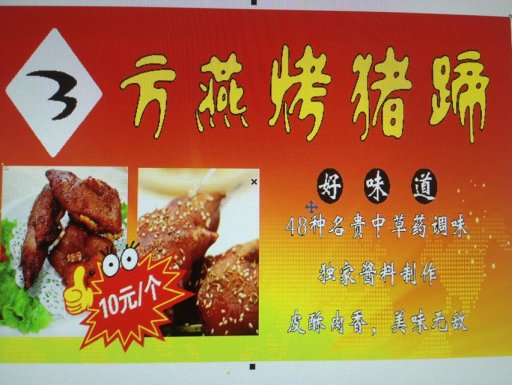 3 方燕烤猪蹄
好味道
48种名贵中草药调味
独家酱料制作
皮酥肉香，美味无敌
10元/个